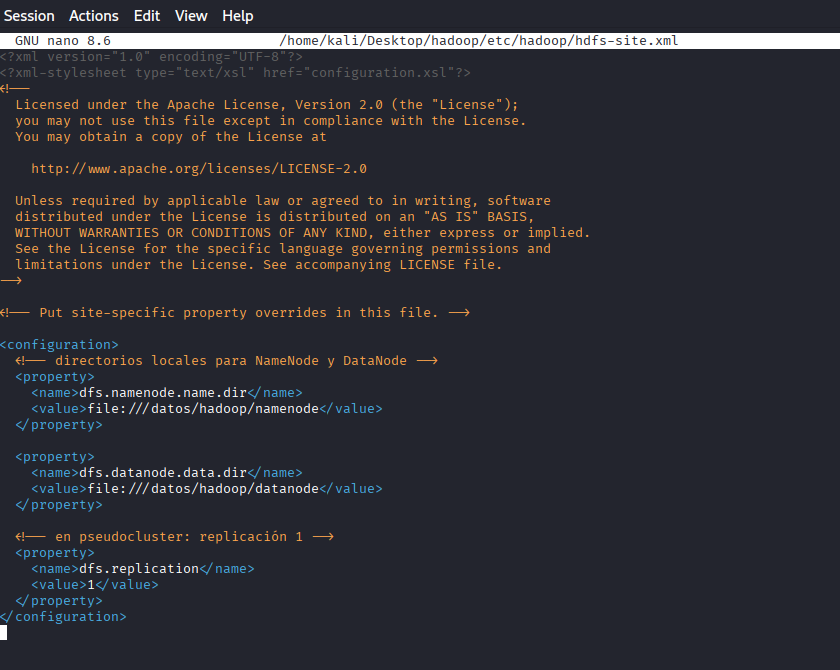 Session Actions Edit View Help
GNU nano 8.6 /home/kali/Desktop/hadoop/etc/hadoop/hdfs-site.xml
<?xml version="1.0" encoding="UTF-8"?>
<?xml-stylesheet type="text/xsl" href="configuration.xsl"?>
<!--
  Licensed under the Apache License, Version 2.0 (the "License");
  you may not use this file except in compliance with the License.
  You may obtain a copy of the License at

    http://www.apache.org/licenses/LICENSE-2.0

  Unless required by applicable law or agreed to in writing, software
  distributed under the License is distributed on an "AS IS" BASIS,
  WITHOUT WARRANTIES OR CONDITIONS OF ANY KIND, either express or implied.
  See the License for the specific language governing permissions and
  limitations under the License. See accompanying LICENSE file.
-->

<!-- Put site-specific property overrides in this file. -->

<configuration>
  <!-- directorios locales para NameNode y DataNode -->
  <property>
    <name>dfs.namenode.name.dir</name>
    <value>file:///datos/hadoop/namenode</value>
  </property>

  <property>
    <name>dfs.datanode.data.dir</name>
    <value>file:///datos/hadoop/datanode</value>
  </property>

  <!-- en pseudocluster: replicación 1 -->
  <property>
    <name>dfs.replication</name>
    <value>1</value>
  </property>
</configuration>